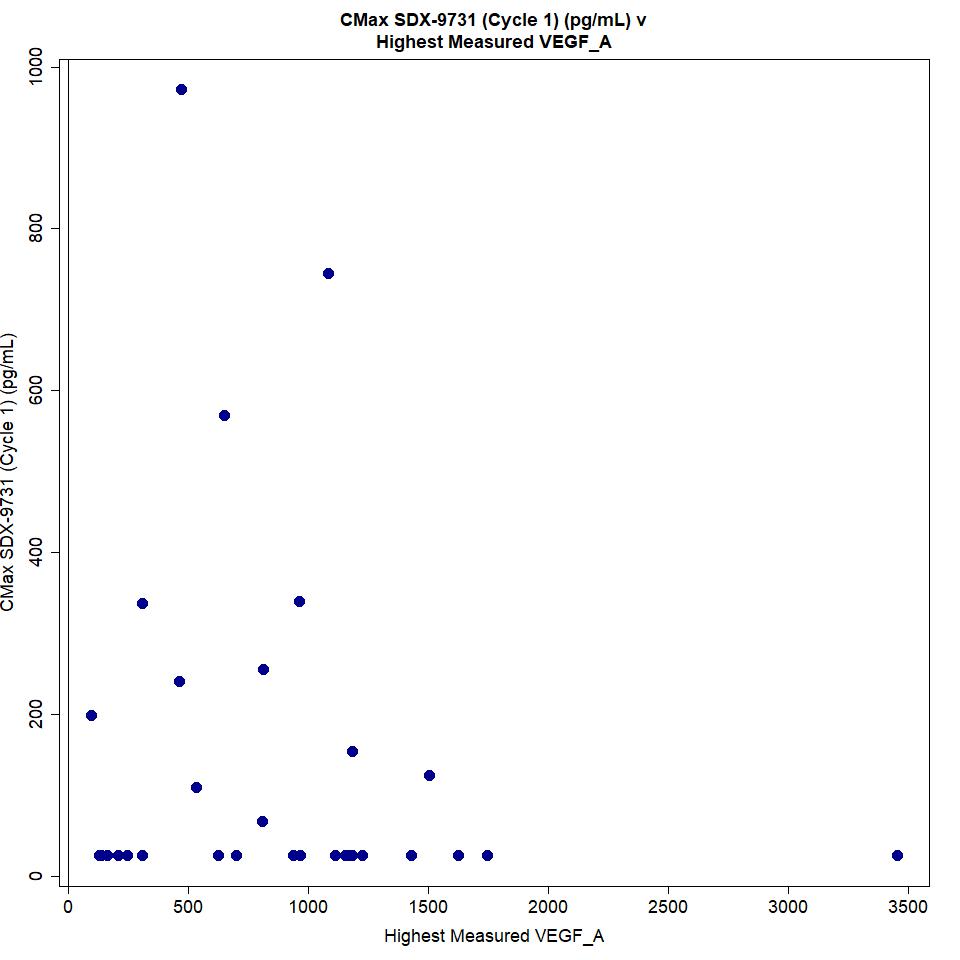 CMax SDX-9731 (Cycle 1) (pg/mL) v
Highest Measured VEGF_A
CMax SDX-9731 (Cycle 1) (pg/mL)
1000
800
600
400
200
0
0 500 1000 1500 2000 2500 3000 3500
Highest Measured VEGF_A